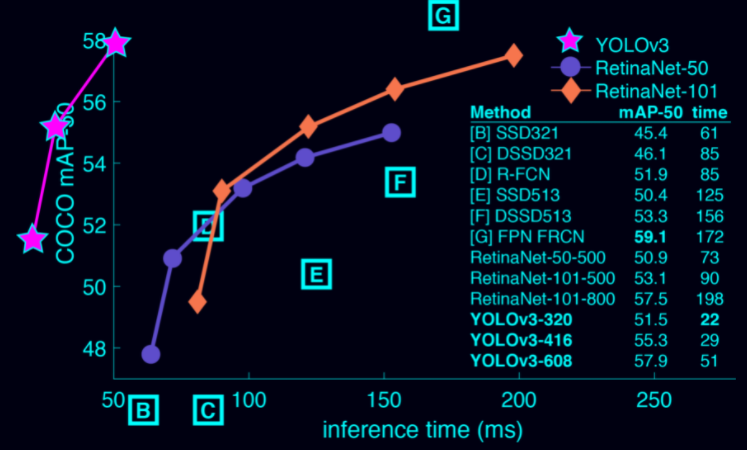 G
58
56
54
52
50
48
COCO mAP-50
YOLOv3
RetinaNet-50
RetinaNet-101
Method mAP-50 time
[B] SSD321 45.4 61
[C] DSSD321 46.1 85
[D] R-FCN 51.9 85
[E] SSD513 50.4 125
[F] DSSD513 53.3 156
[G] FPN FRCN 59.1 172
RetinaNet-50-500 50.9 73
RetinaNet-101-500 53.1 90
RetinaNet-101-800 57.5 198
YOLOv3-320 51.5 22
YOLOv3-416 55.3 29
YOLOv3-608 57.9 51
F
D
E
50 100 150 200 250
B C
inference time (ms)